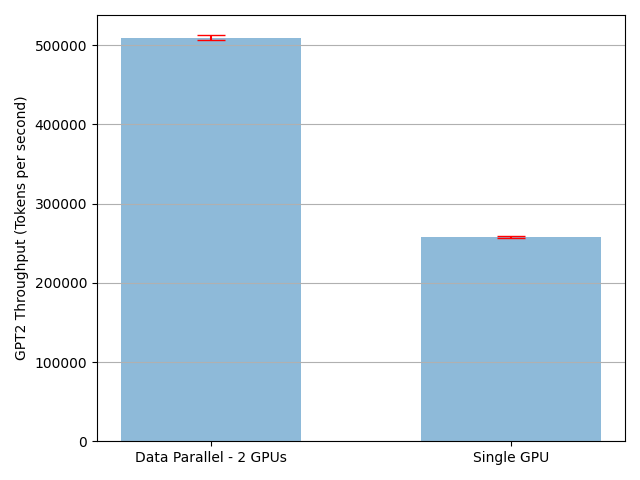 GPT2 Throughput (Tokens per second)
500000
400000
300000
200000
100000
0
Data Parallel - 2 GPUs
Single GPU